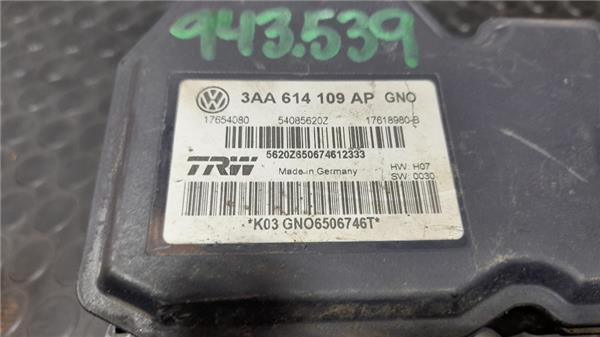 943.539
3AA 614 109 AP GNO
17654080 54085620Z 17618980-B
5620Z650674612333
TRW Made in Germany HW: H07
SW: 0030
*K03 GNO6506746T*